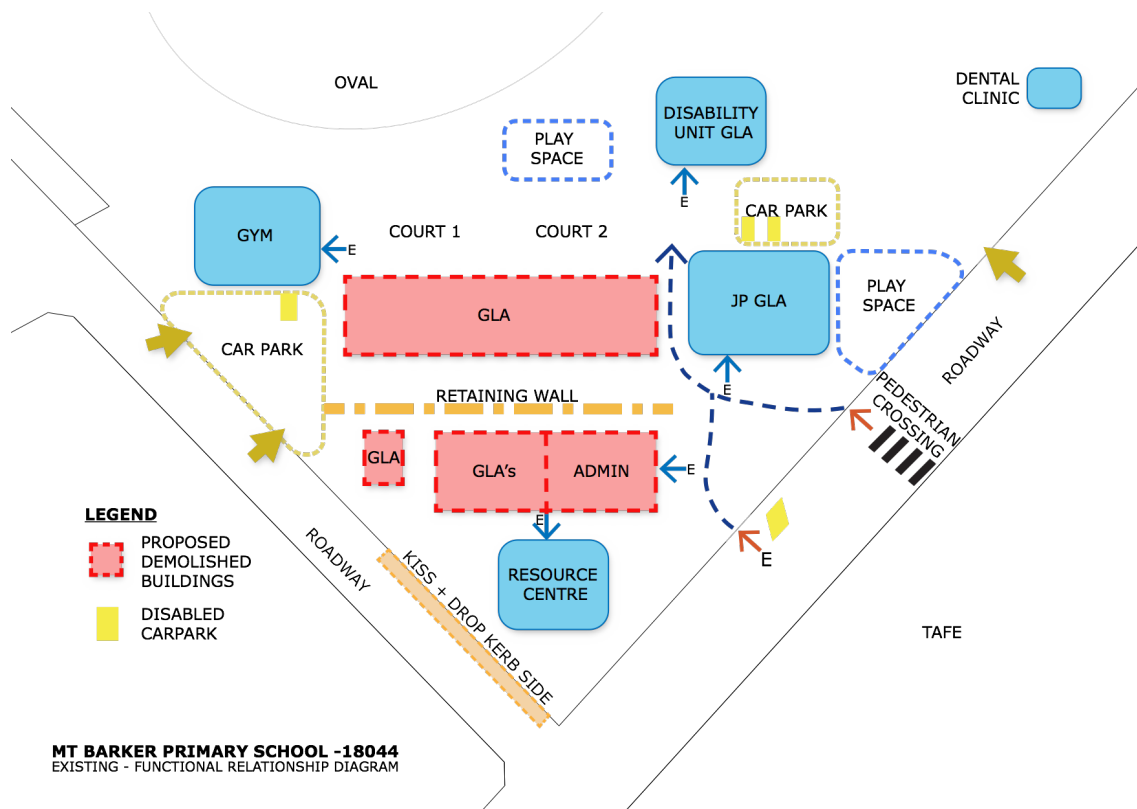 OVAL
DENTAL
CLINIC
DISABILITY
UNIT GLA
PLAY
SPACE
E
CAR PARK
GYM
E
COURT 1
COURT 2
JP GLA
PLAY
SPACE
GLA
ROADWAY
CAR PARK
E
RETAINING WALL
PEDESTRIAN
CROSSING
GLA
GLA's
ADMIN
E
E
E
RESOURCE
CENTRE
LEGEND
PROPOSED
DEMOLISHED
BUILDINGS
DISABLED
CARPARK
ROADWAY
KISS + DROP KERB SIDE
TAFE
MT BARKER PRIMARY SCHOOL -18044
EXISTING - FUNCTIONAL RELATIONSHIP DIAGRAM